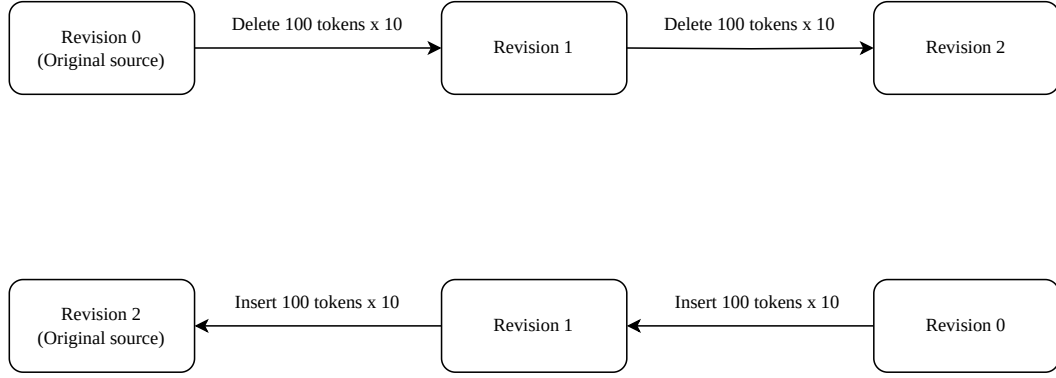 Delete 100 tokens x 10
Delete 100 tokens x 10
Revision 0
(Original source)
Revision 1
Revision 2
Insert 100 tokens x 10
Insert 100 tokens x 10
Revision 2
(Original source)
Revision 1
Revision 0